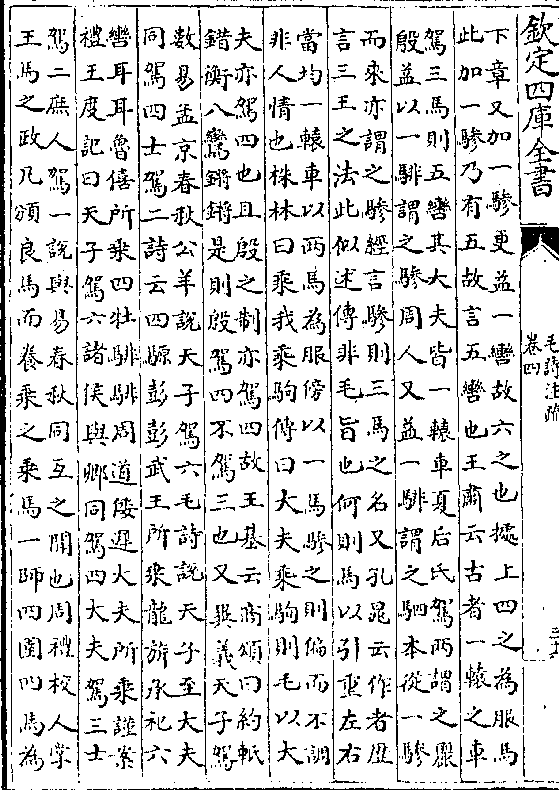 欽定四庫全書
毛詩注疏
卷四
下章又加一驂更益一轡故六之也據上四之為服馬
此加一驂乃有五故言五轡也王肅云古者一轅之車
駕三馬則五轡其大夫皆一轅車夏后氏駕兩謂之麗
殷益以一騑謂之驂周人又益一騑謂之駟本從一驂
而來亦謂之驂經言驂則三馬之名又孔晁云作者歷
言三王之法此似述傳非毛旨也何則馬以引重左右
當均一轅車以兩馬為服傍以一馬驂之則偏而不調
非人情也株林曰乘我乘駒傳曰大夫乘駒則毛以大
夫亦駕四也且殷之制亦駕四故王基云商頌曰約軝
錯衡八鸞鏘鏘是則殷駕四不駕三也又異義天子駕
數易孟京春秋公羊說天子駕六毛詩說天子至大夫
同駕四士駕二詩云四騵彭彭武王所乘龍旂承祀六
轡耳耳魯僖所乘四牡騑騑周道倭遲大夫所乘謹案
禮王度記曰天子駕六諸侯與卿同駕四大夫駕三士
駕二庶人駕一說與易春秋同互之聞也周禮校人掌
王馬之政凡頒良馬而養乘之乘馬一師四圉四馬為